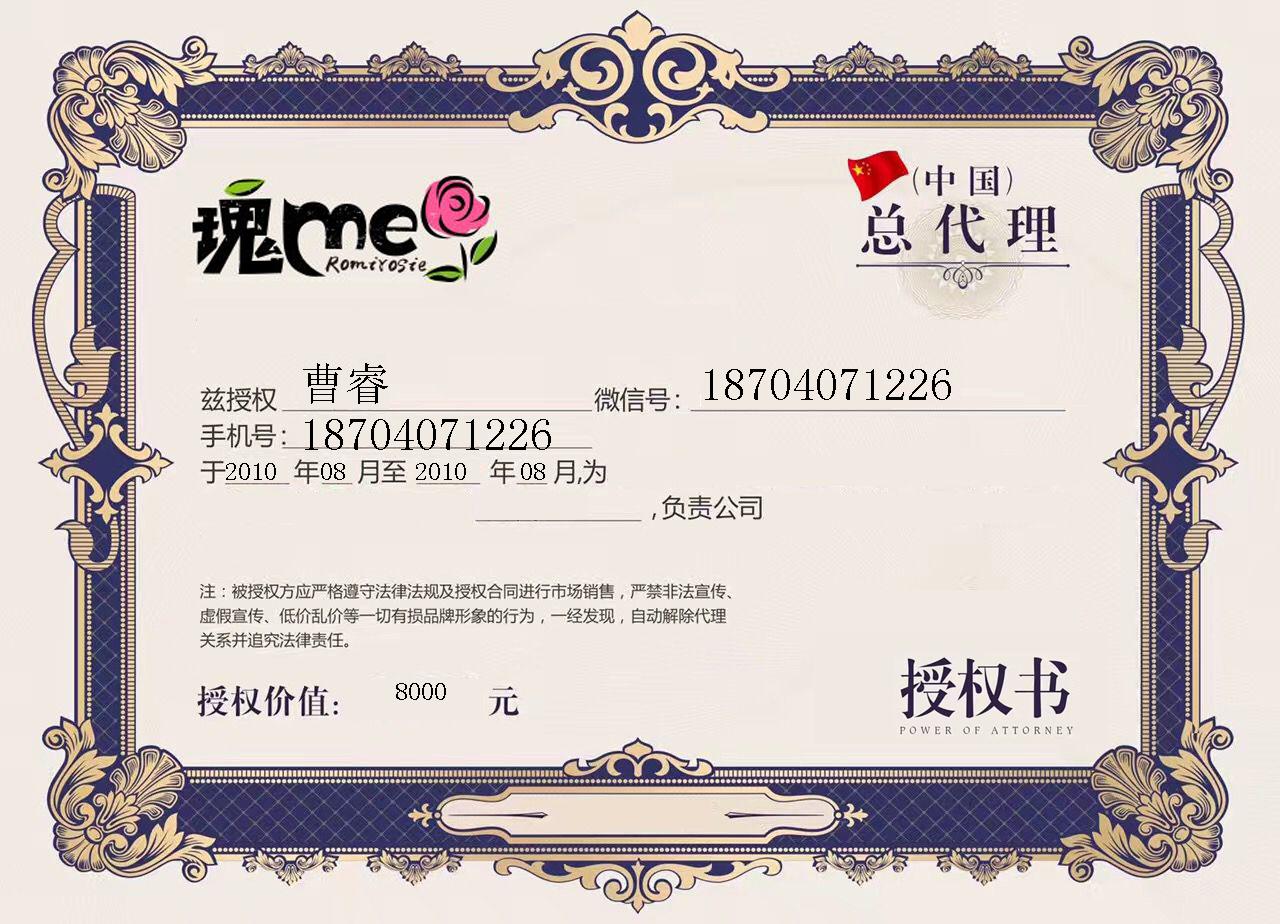 瑰me
Romirosie
(中国)
总代理
兹授权 曹睿 微信号：18704071226
手机号：18704071226
于2010 年08 月至 2010 年08 月,为
,负责公司
注：被授权方应严格遵守法律法规及授权合同进行市场销售，严禁非法宣传、
虚假宣传、低价乱价等一切有损品牌形象的行为，一经发现，自动解除代理
关系并追究法律责任。
授权价值: 8000 元
授权书
POWER OF ATTORNEY